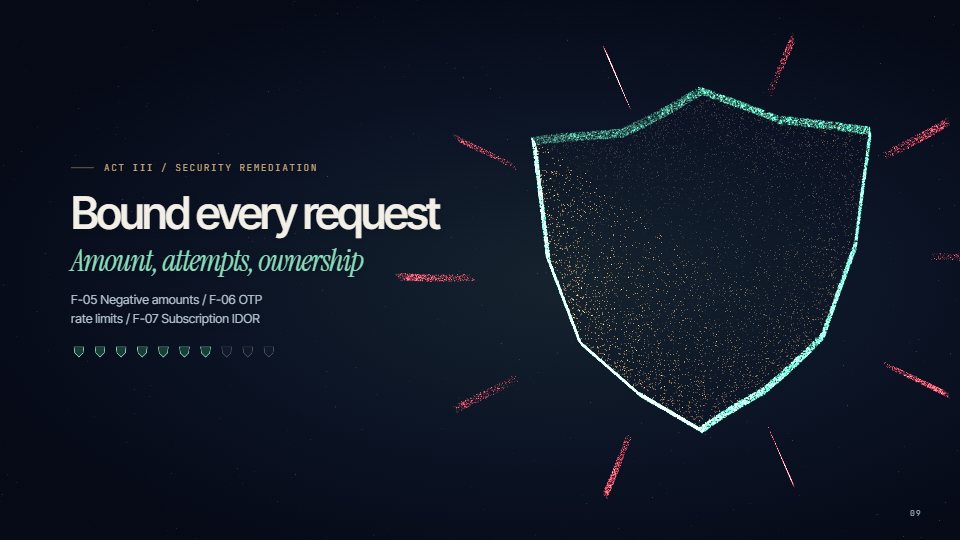 ACT III / SECURITY REMEDIATION
Bound every request
Amount, attempts, ownership
F-05 Negative amounts / F-06 OTP
rate limits / F-07 Subscription IDOR
09